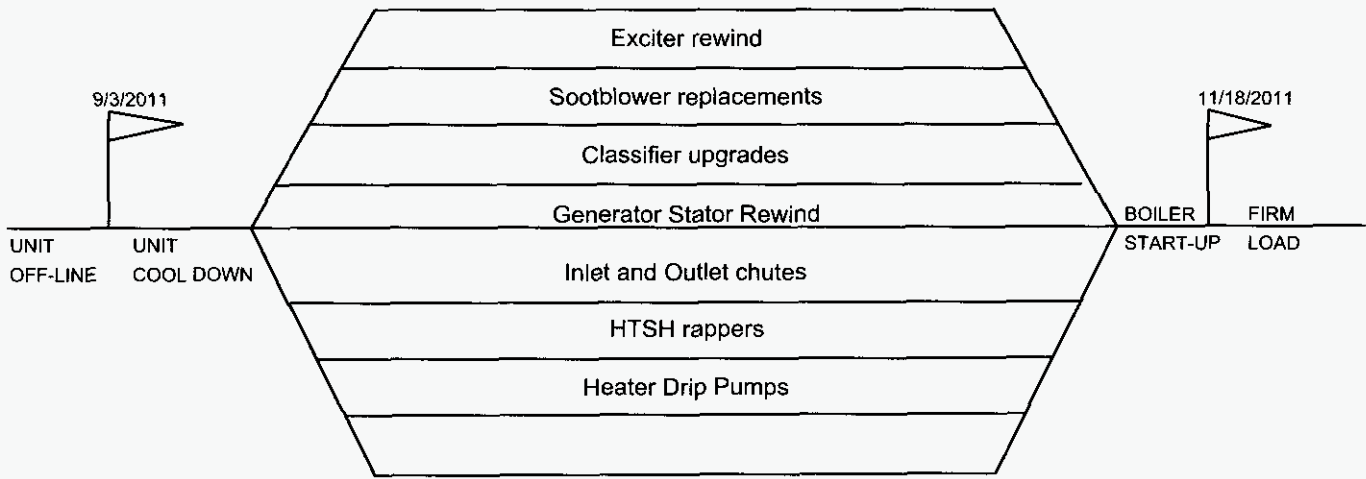 Exciter rewind
Sootblower replacements
9/3/2011
11/18/2011
Classifier upgrades
Generator Stator Rewind
UNIT
OFF-LINE
UNIT
COOL DOWN
BOILER
START-UP
FIRM
LOAD
Inlet and Outlet chutes
HTSH rappers
Heater Drip Pumps